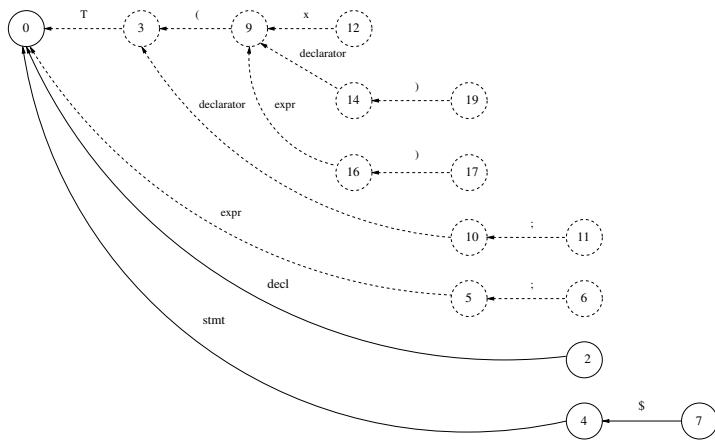 T ( x
0 3 9 12
declarator
14 ) 19
declarator expr
16 ) 17
expr
10 ; 11
decl
5 ; 6
stmt
2
4 $ 7